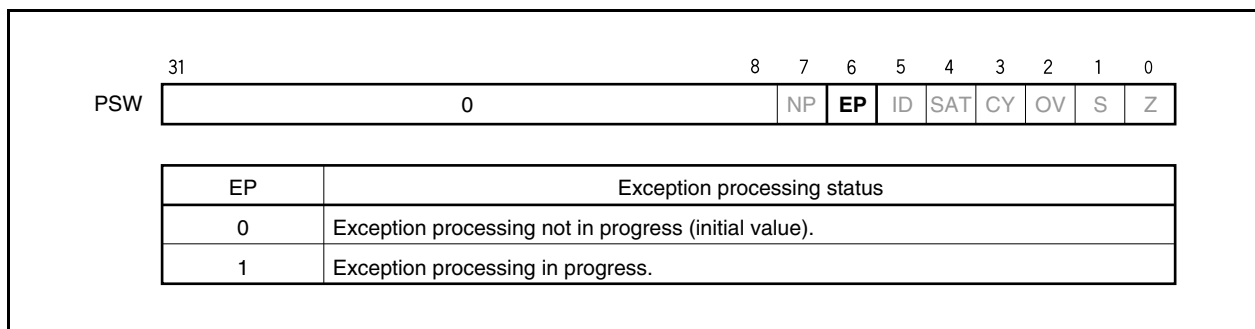 31 8 7 6 5 4 3 2 1 0
PSW 0 NP EP ID SAT CY OV S Z
EP Exception processing status
0 Exception processing not in progress (initial value).
1 Exception processing in progress.